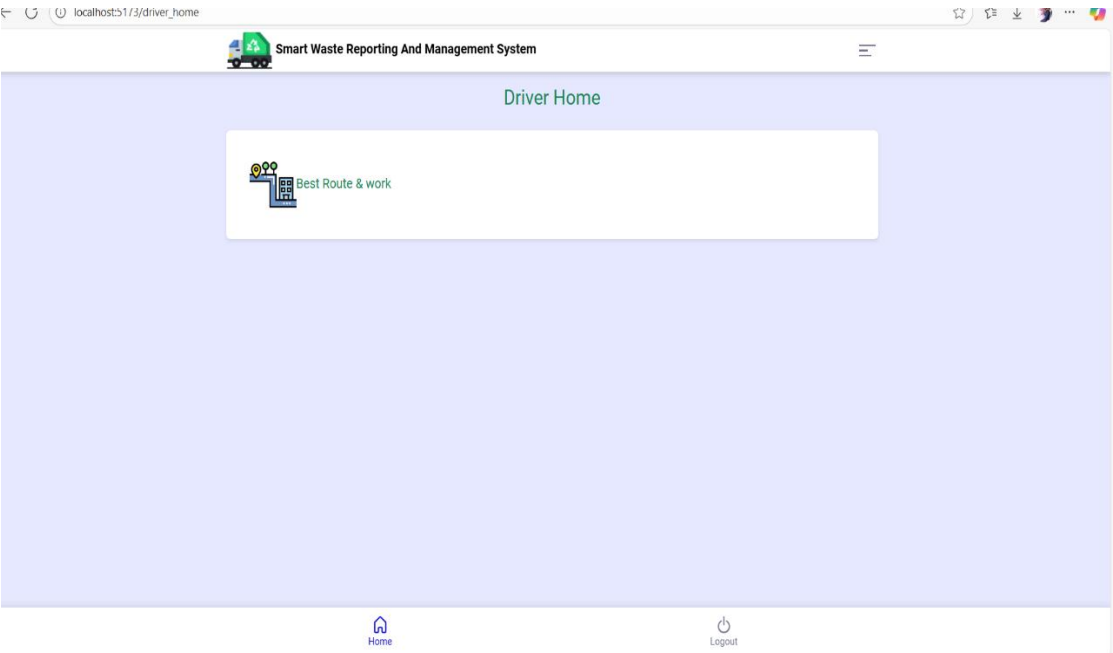 localhost:5173/driver_home
Smart Waste Reporting And Management System
Driver Home
Best Route & work
Home
Logout